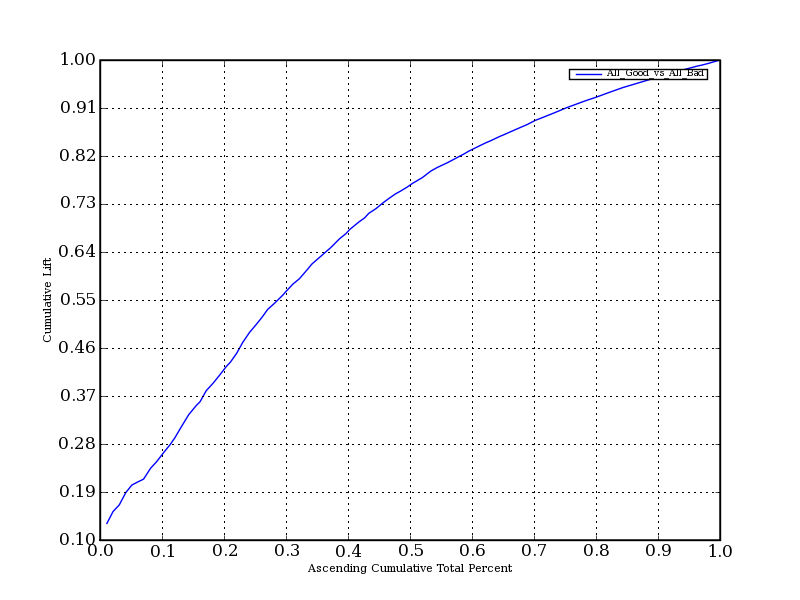 1.00
All_Good_vs_All_Bad
0.91
0.82
0.73
0.64
0.55
0.46
0.37
0.28
0.19
0.10
Cumulative Lift
0.0 0.1 0.2 0.3 0.4 0.5 0.6 0.7 0.8 0.9 1.0
Ascending Cumulative Total Percent